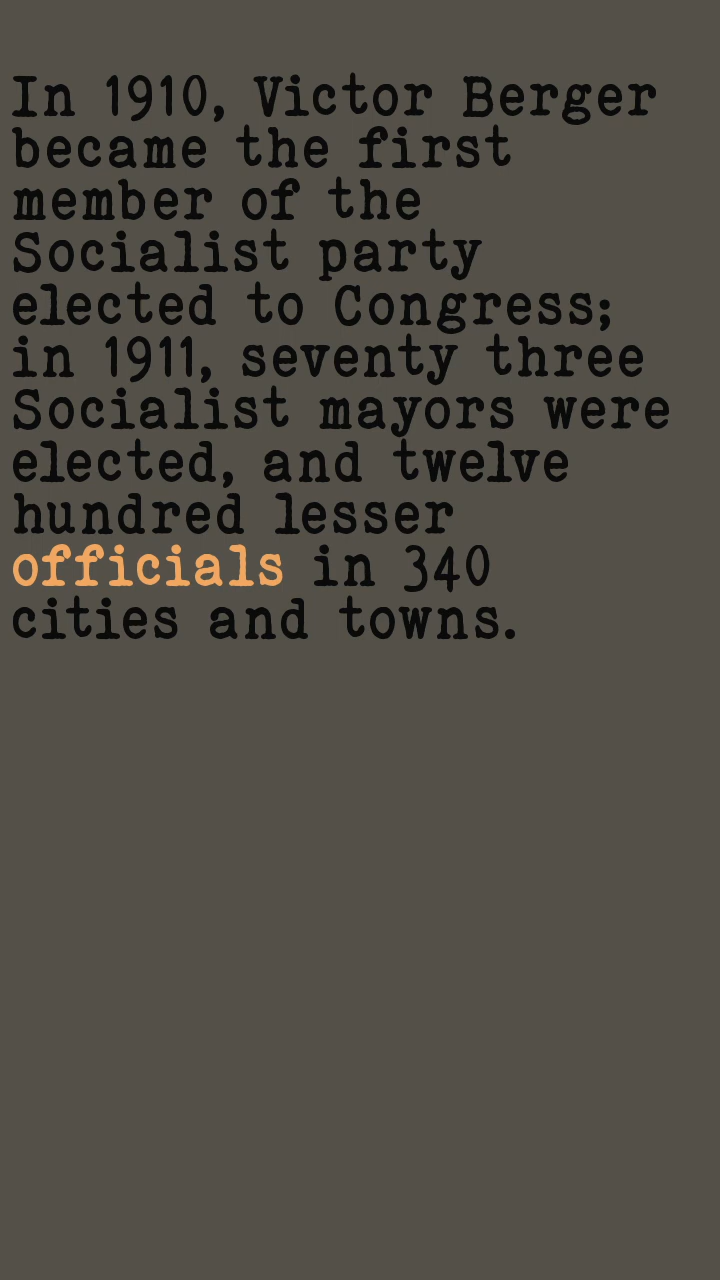 In 1910, Victor Berger
became the first
member of the
Socialist party
elected to Congress;
in 1911, seventy three
Socialist mayors were
elected, and twelve
hundred lesser
officials in 340
cities and towns.